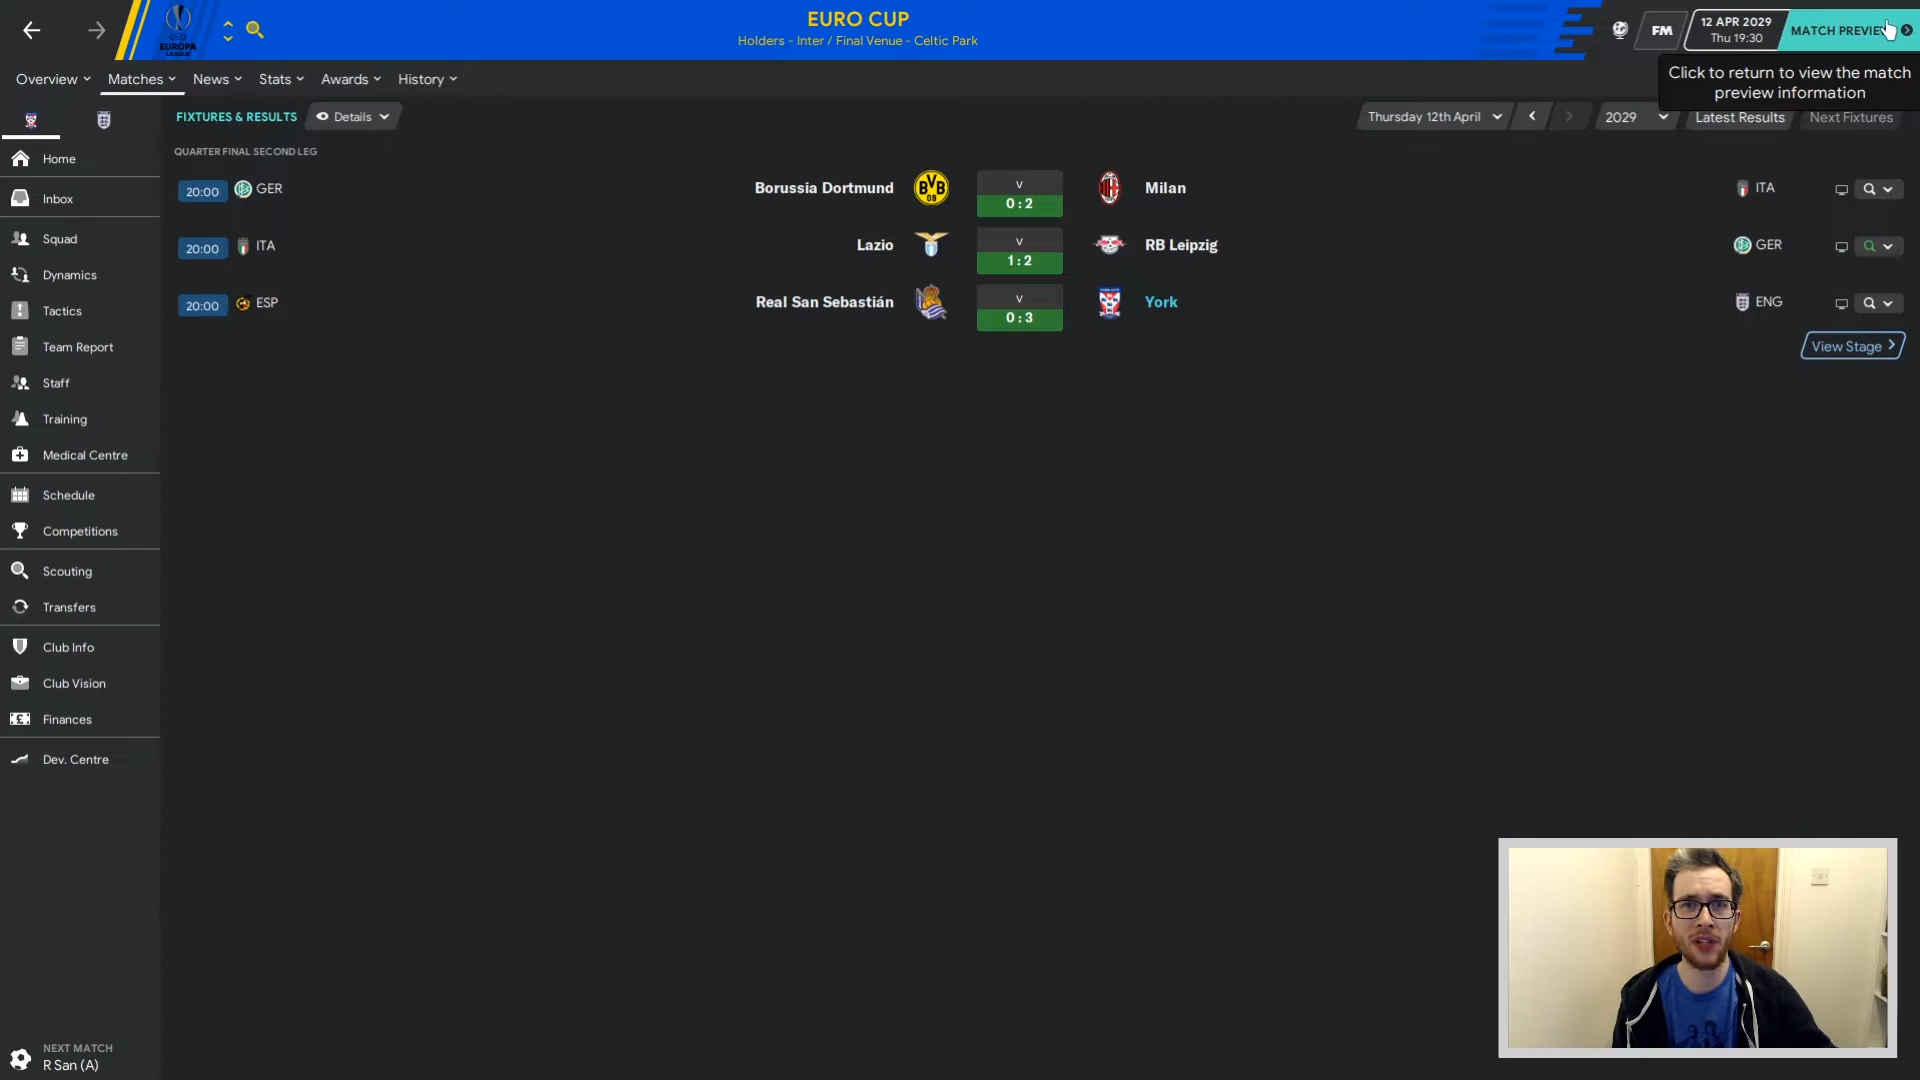 EURO CUP
Holders - Inter / Final Venue - Celtic Park
EUROPA
LEAGUE
FM
12 APR 2029
Thu 19:30
MATCH PREVIE
Click to return to view the match
preview information
Overview
Matches
News
Stats
Awards
History
FIXTURES & RESULTS
Details
Thursday 12th April
2029
Latest Results
Next Fixtures
QUARTER FINAL SECOND LEG
20:00 GER Borussia Dortmund v Milan ITA
0 : 2
20:00 ITA Lazio v RB Leipzig GER
1 : 2
20:00 ESP Real San Sebastián v York ENG
0 : 3
View Stage
Home
Inbox
Squad
Dynamics
Tactics
Team Report
Staff
Training
Medical Centre
Schedule
Competitions
Scouting
Transfers
Club Info
Club Vision
Finances
Dev. Centre
NEXT MATCH
R San (A)